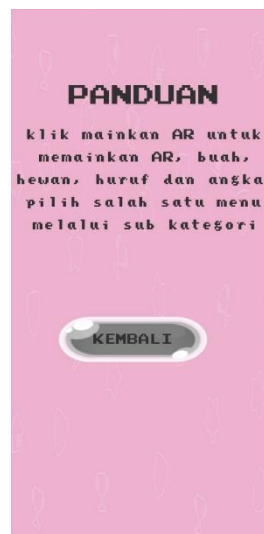 PANDUAN
klik mainkan AR untuk
memainkan AR, buah,
hewan, huruf dan angka
pilih salah satu menu
melalui sub kategori
KEMBALI